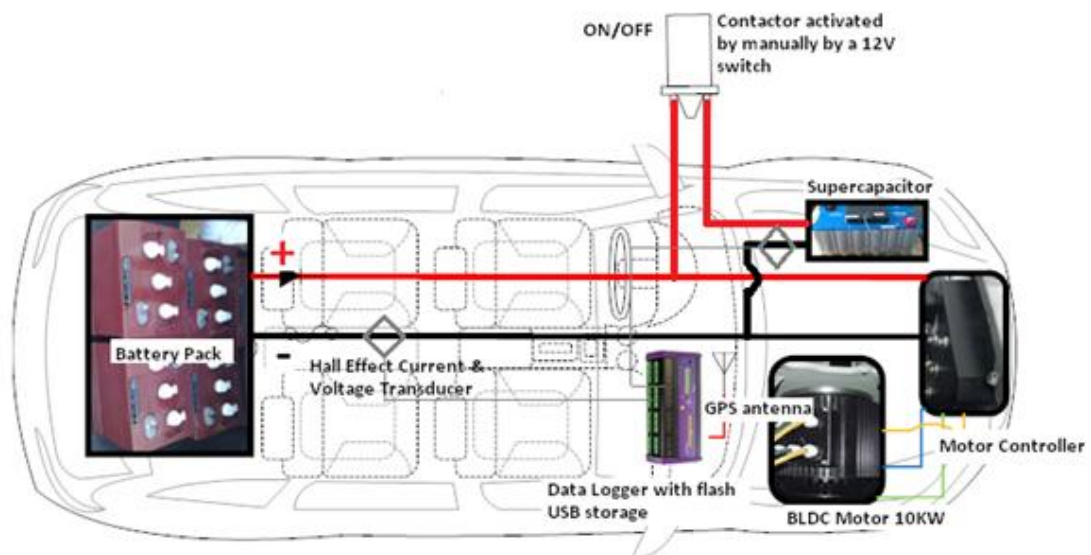 ON/OFF
Contactor activated
by manually by a 12V
switch
Supercapacitor
+
Battery Pack
-
Hall Effect Current &
Voltage Transducer
GPS antenna
Motor Controller
Data Logger with flash
USB storage
BLDC Motor 10KW